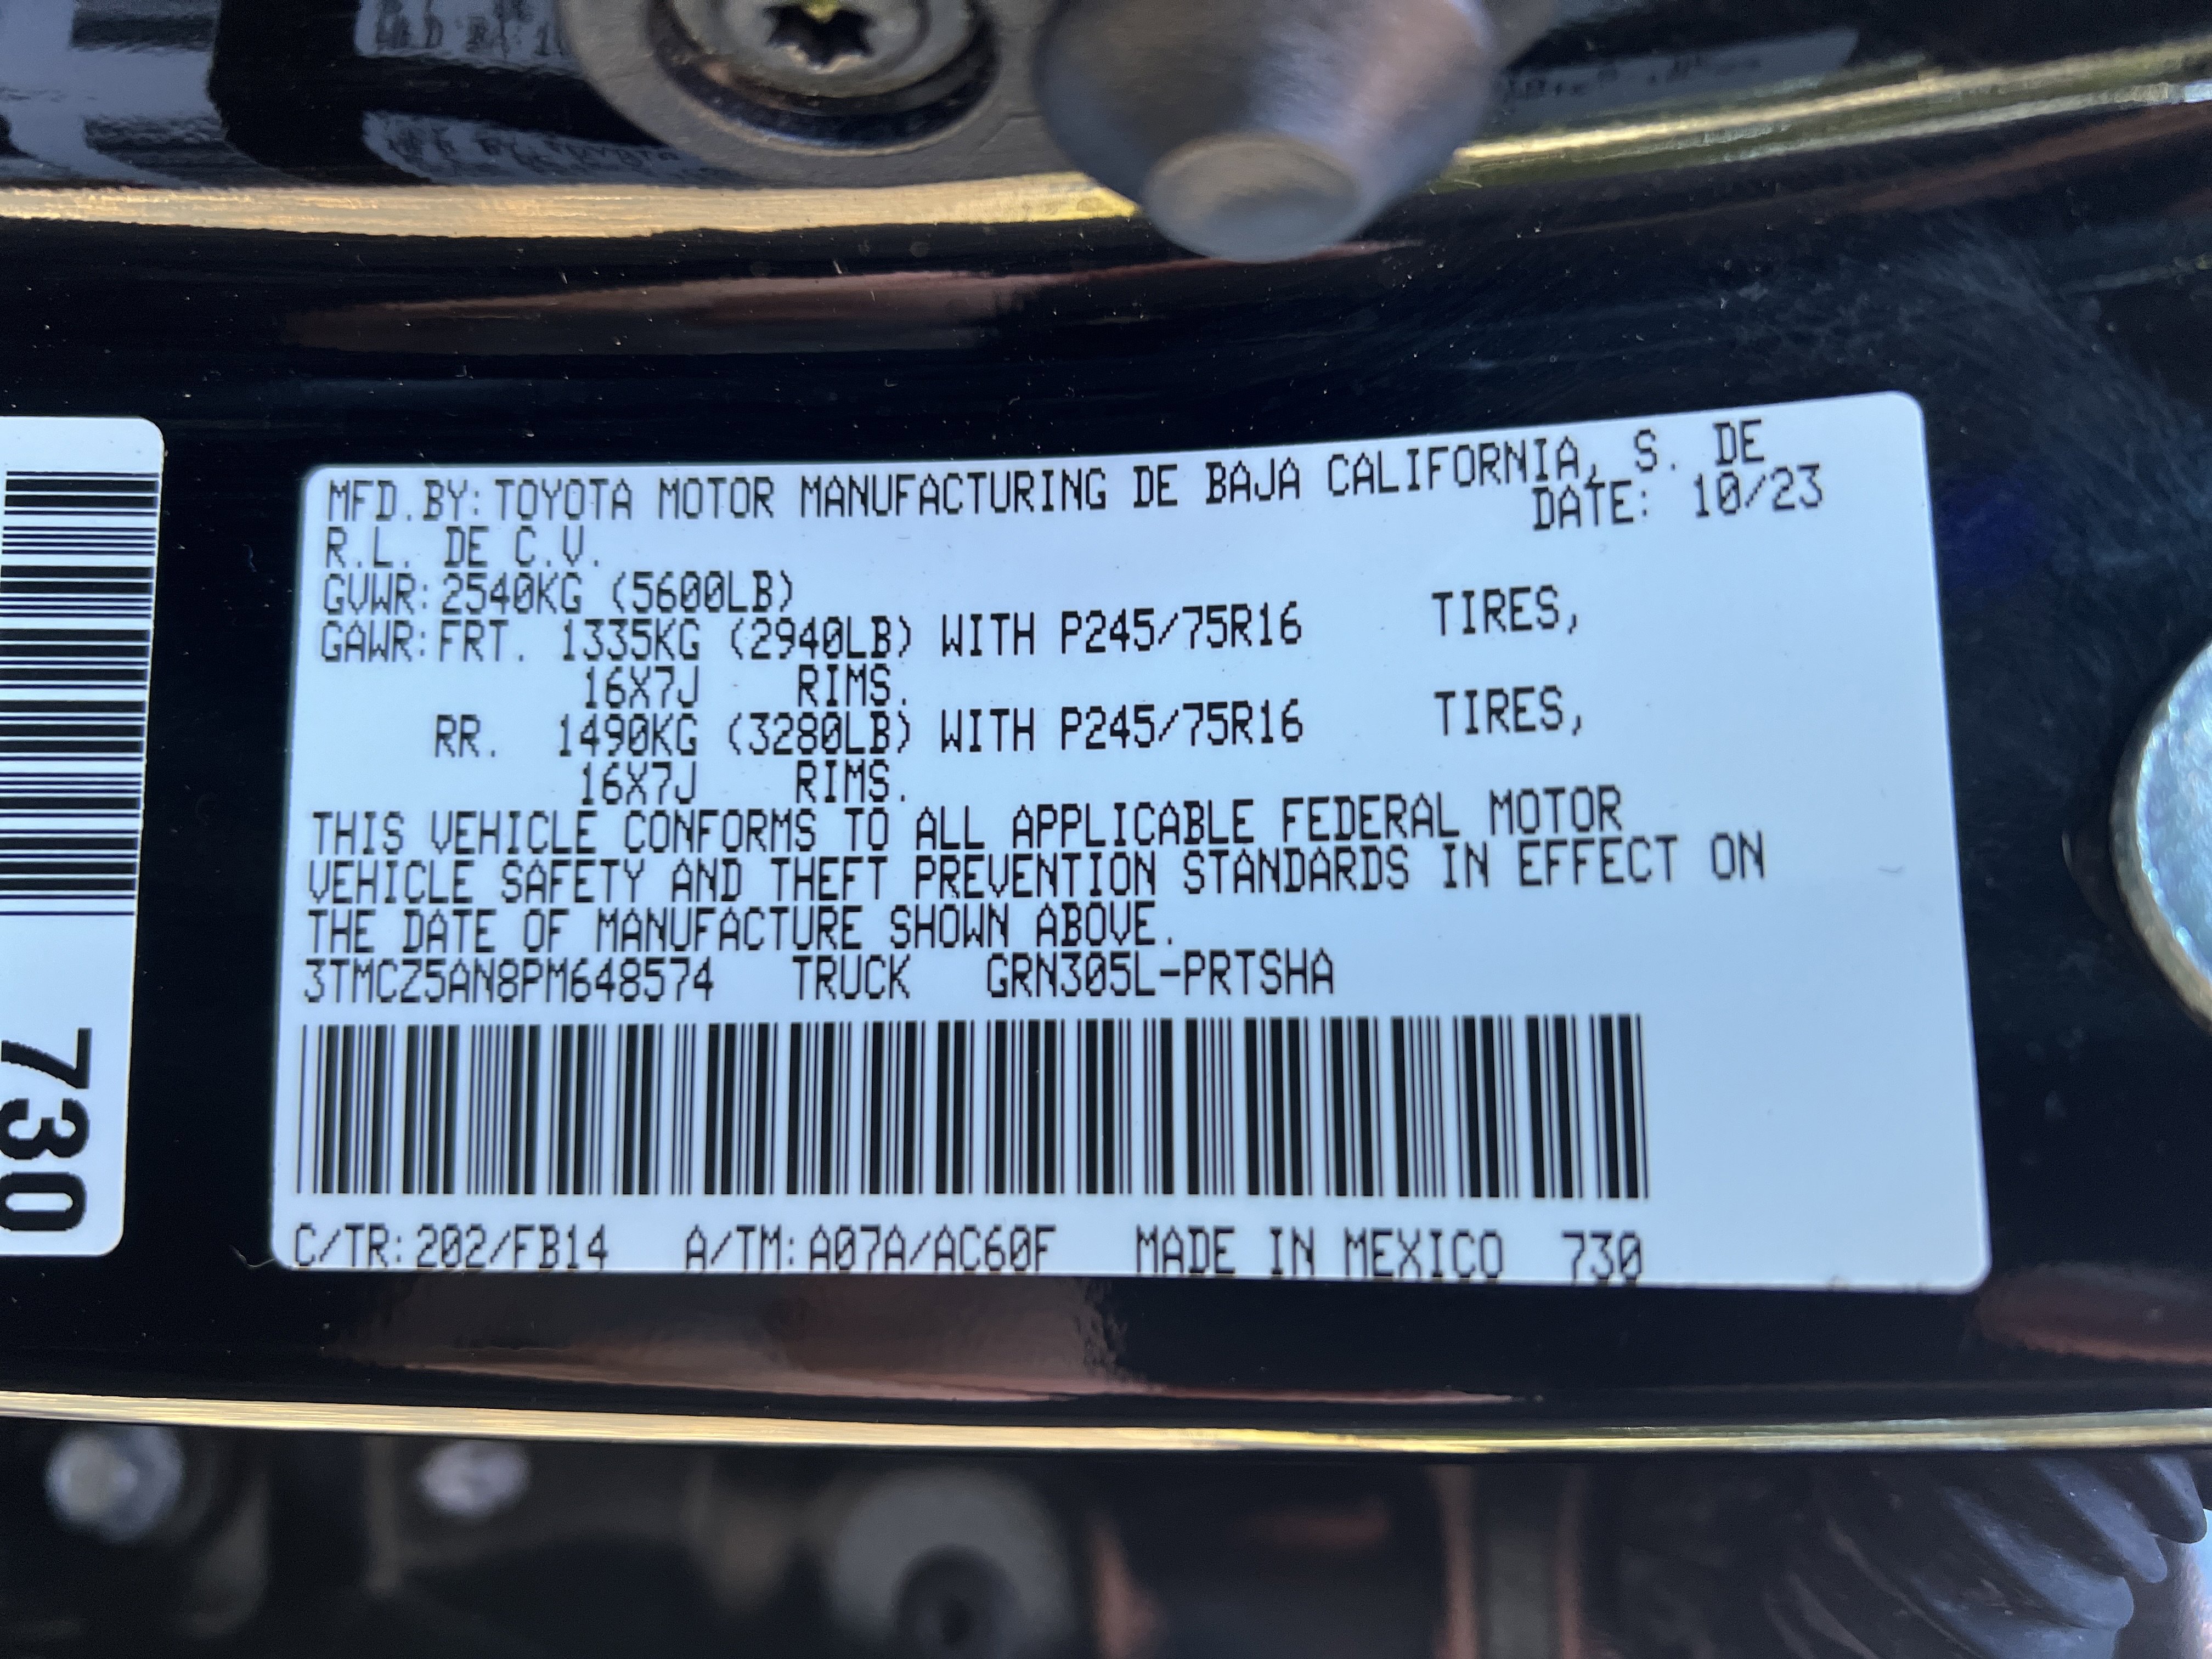 MFD.BY:TOYOTA MOTOR MANUFACTURING DE BAJA CALIFORNIA, S. DE
R.L. DE C.V. DATE: 10/23
GVWR:2540KG (5600LB)
GAWR:FRT. 1335KG (2940LB) WITH P245/75R16 TIRES,
16X7J RIMS.
RR. 1490KG (3280LB) WITH P245/75R16 TIRES,
16X7J RIMS.
THIS VEHICLE CONFORMS TO ALL APPLICABLE FEDERAL MOTOR
VEHICLE SAFETY AND THEFT PREVENTION STANDARDS IN EFFECT ON
THE DATE OF MANUFACTURE SHOWN ABOVE.
3TMCZ5AN8PM648574 TRUCK GRN305L-PRTSHA
C/TR:202/FB14 A/TM:A07A/AC60F MADE IN MEXICO 730
730